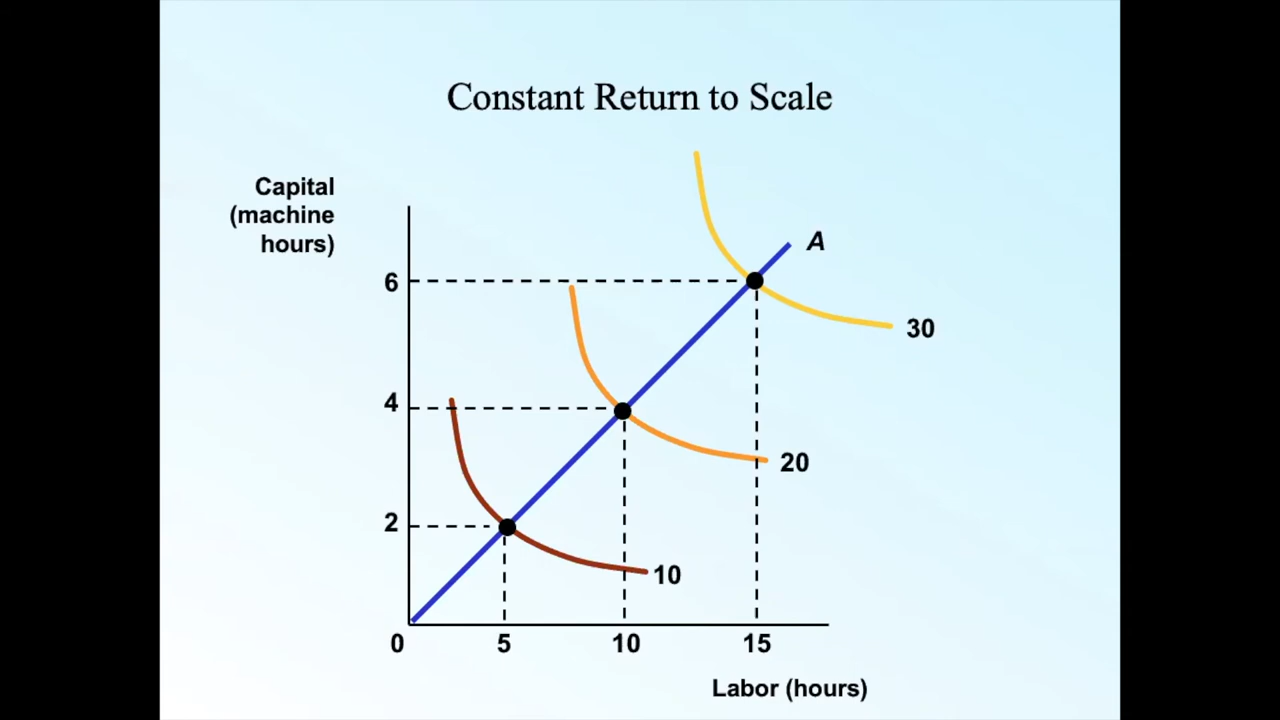 Constant Return to Scale
Capital
(machine
hours)
A
6
30
4
20
2
10
0
5
10
15
Labor (hours)